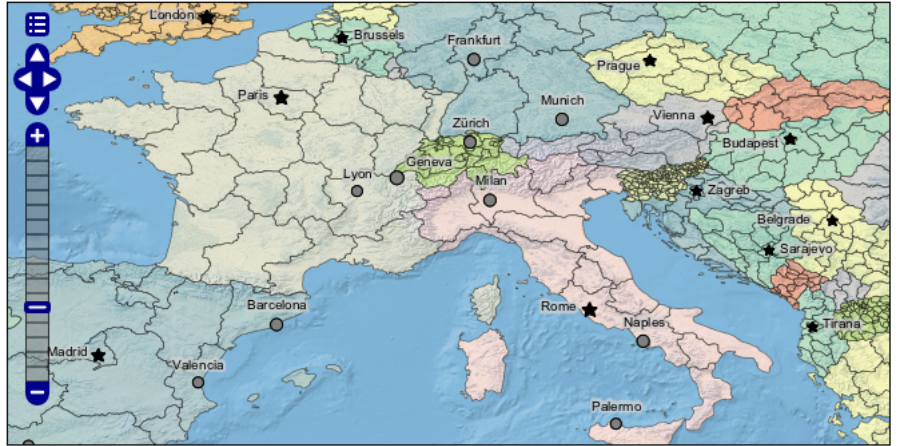 London
Brussels
Frankfurt
Prague
Paris
Munich
Vienna
Zürich
Budapest
Geneva
Lyon
Milan
Zagreb
Belgrade
Sarajevo
Barcelona
Rome
Naples
Tirana
Madrid
Valencia
Palermo